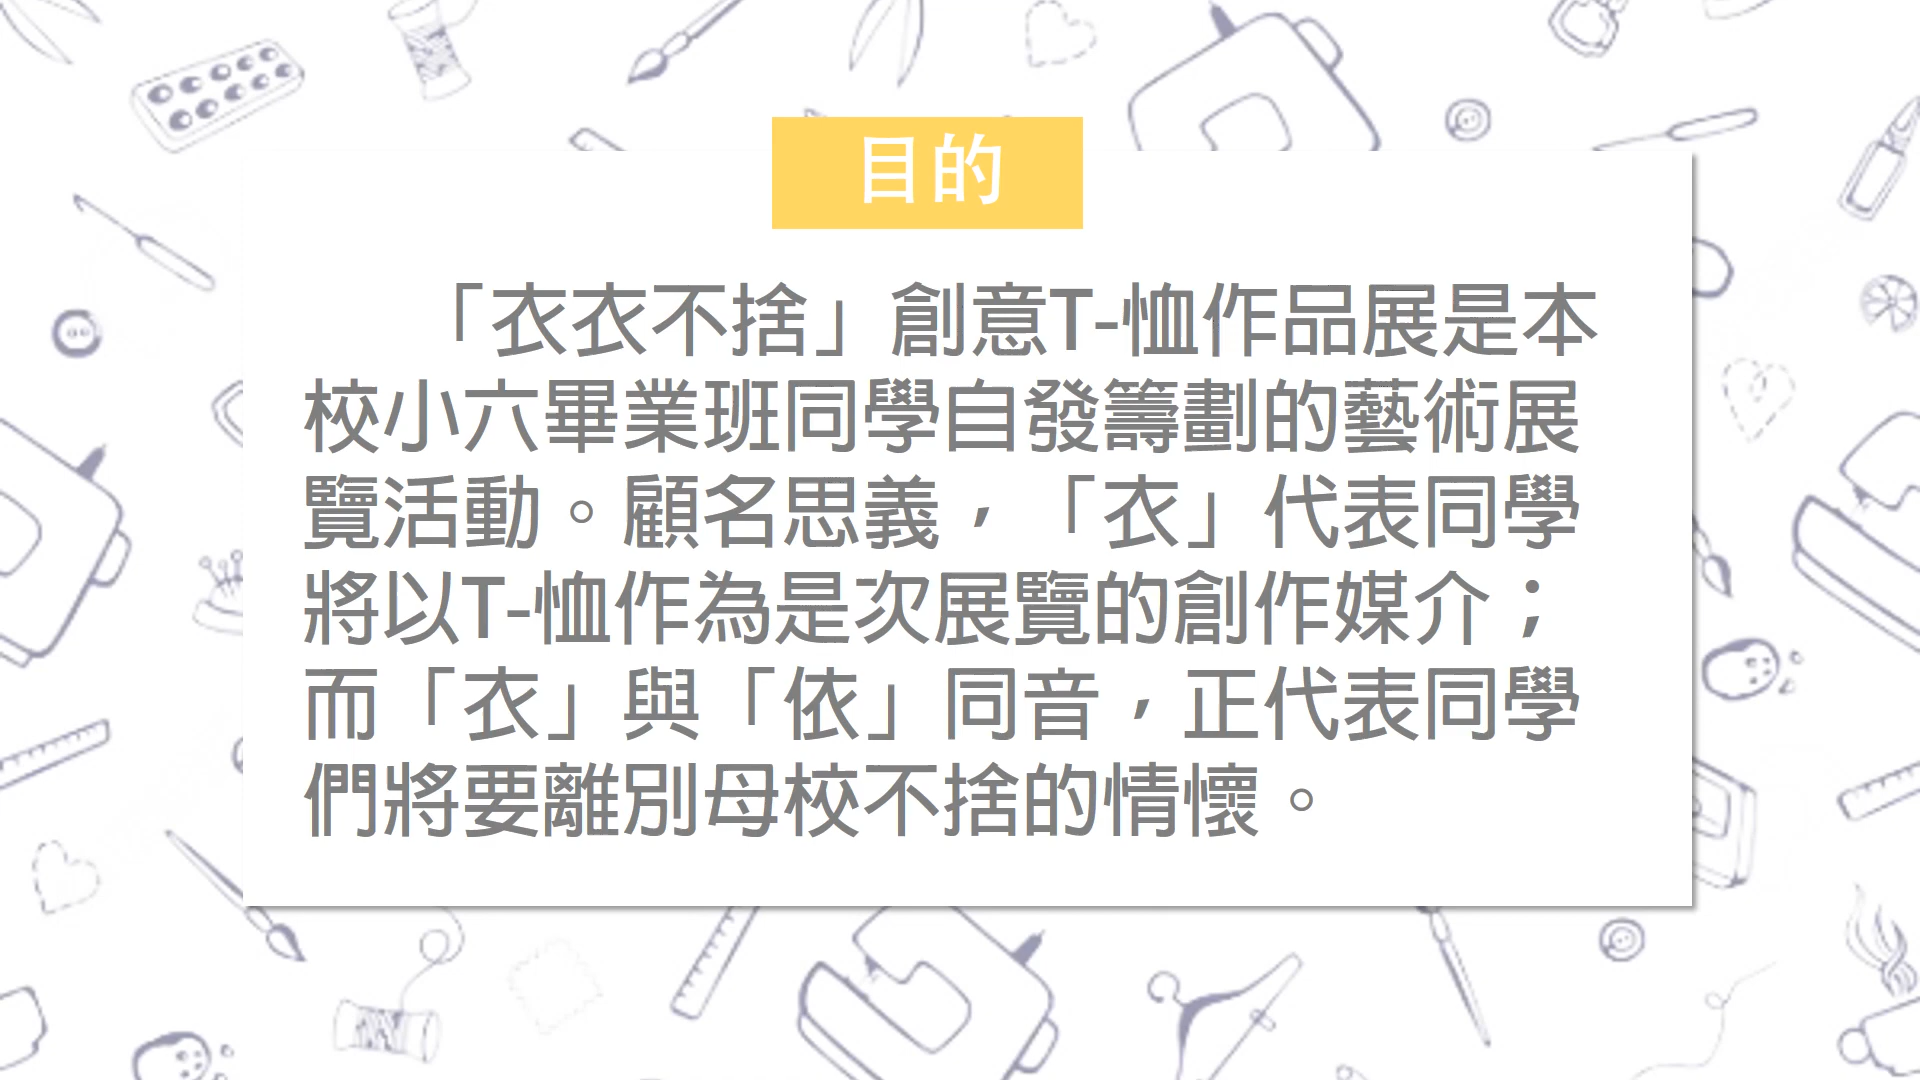 目的
「衣衣不捨」創意T-恤作品展是本
校小六畢業班同學自發籌劃的藝術展
覽活動。顧名思義，「衣」代表同學
將以T-恤作為是次展覽的創作媒介；
而「衣」與「依」同音，正代表同學
們將要離別母校不捨的情懷。